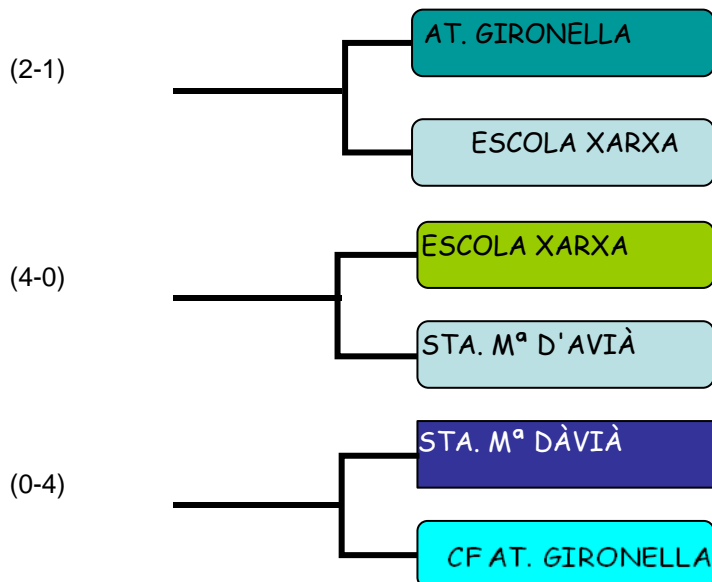 AT. GIRONELLA
(2-1)
ESCOLA XARXA
ESCOLA XARXA
(4-0)
STA. Mª D'AVIÀ
STA. Mª DÀVIÀ
(0-4)
CF AT. GIRONELLA